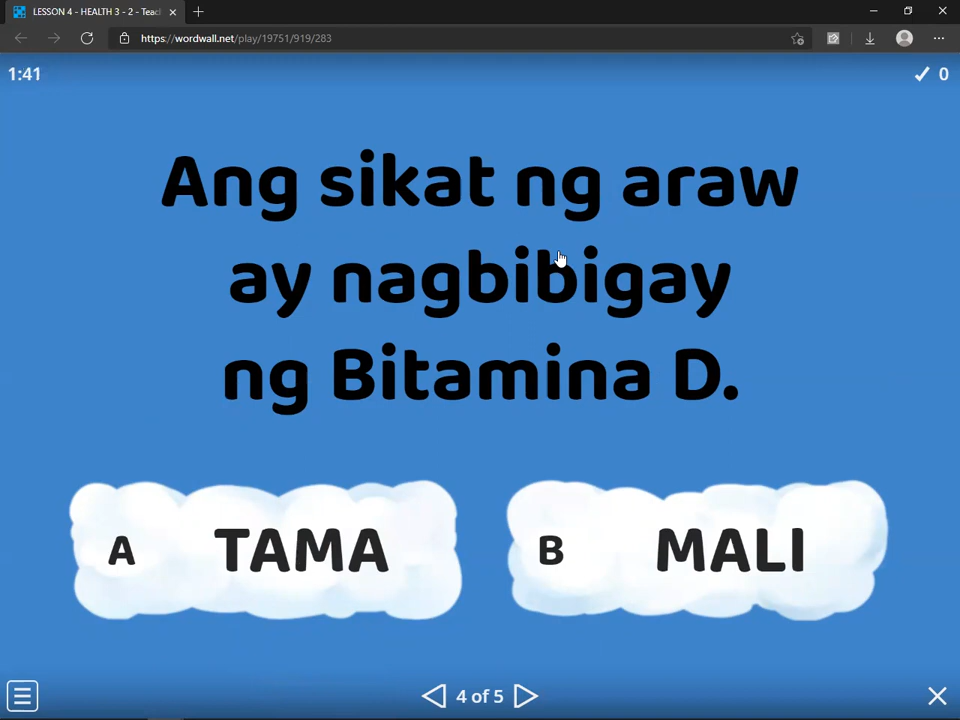 LESSON 4 - HEALTH 3 - 2 - Teac
https://wordwall.net/play/19751/919/283
1:41
0
Ang sikat ng araw
ay nagbibigay
ng Bitamina D.
A TAMA
B MALI
4 of 5